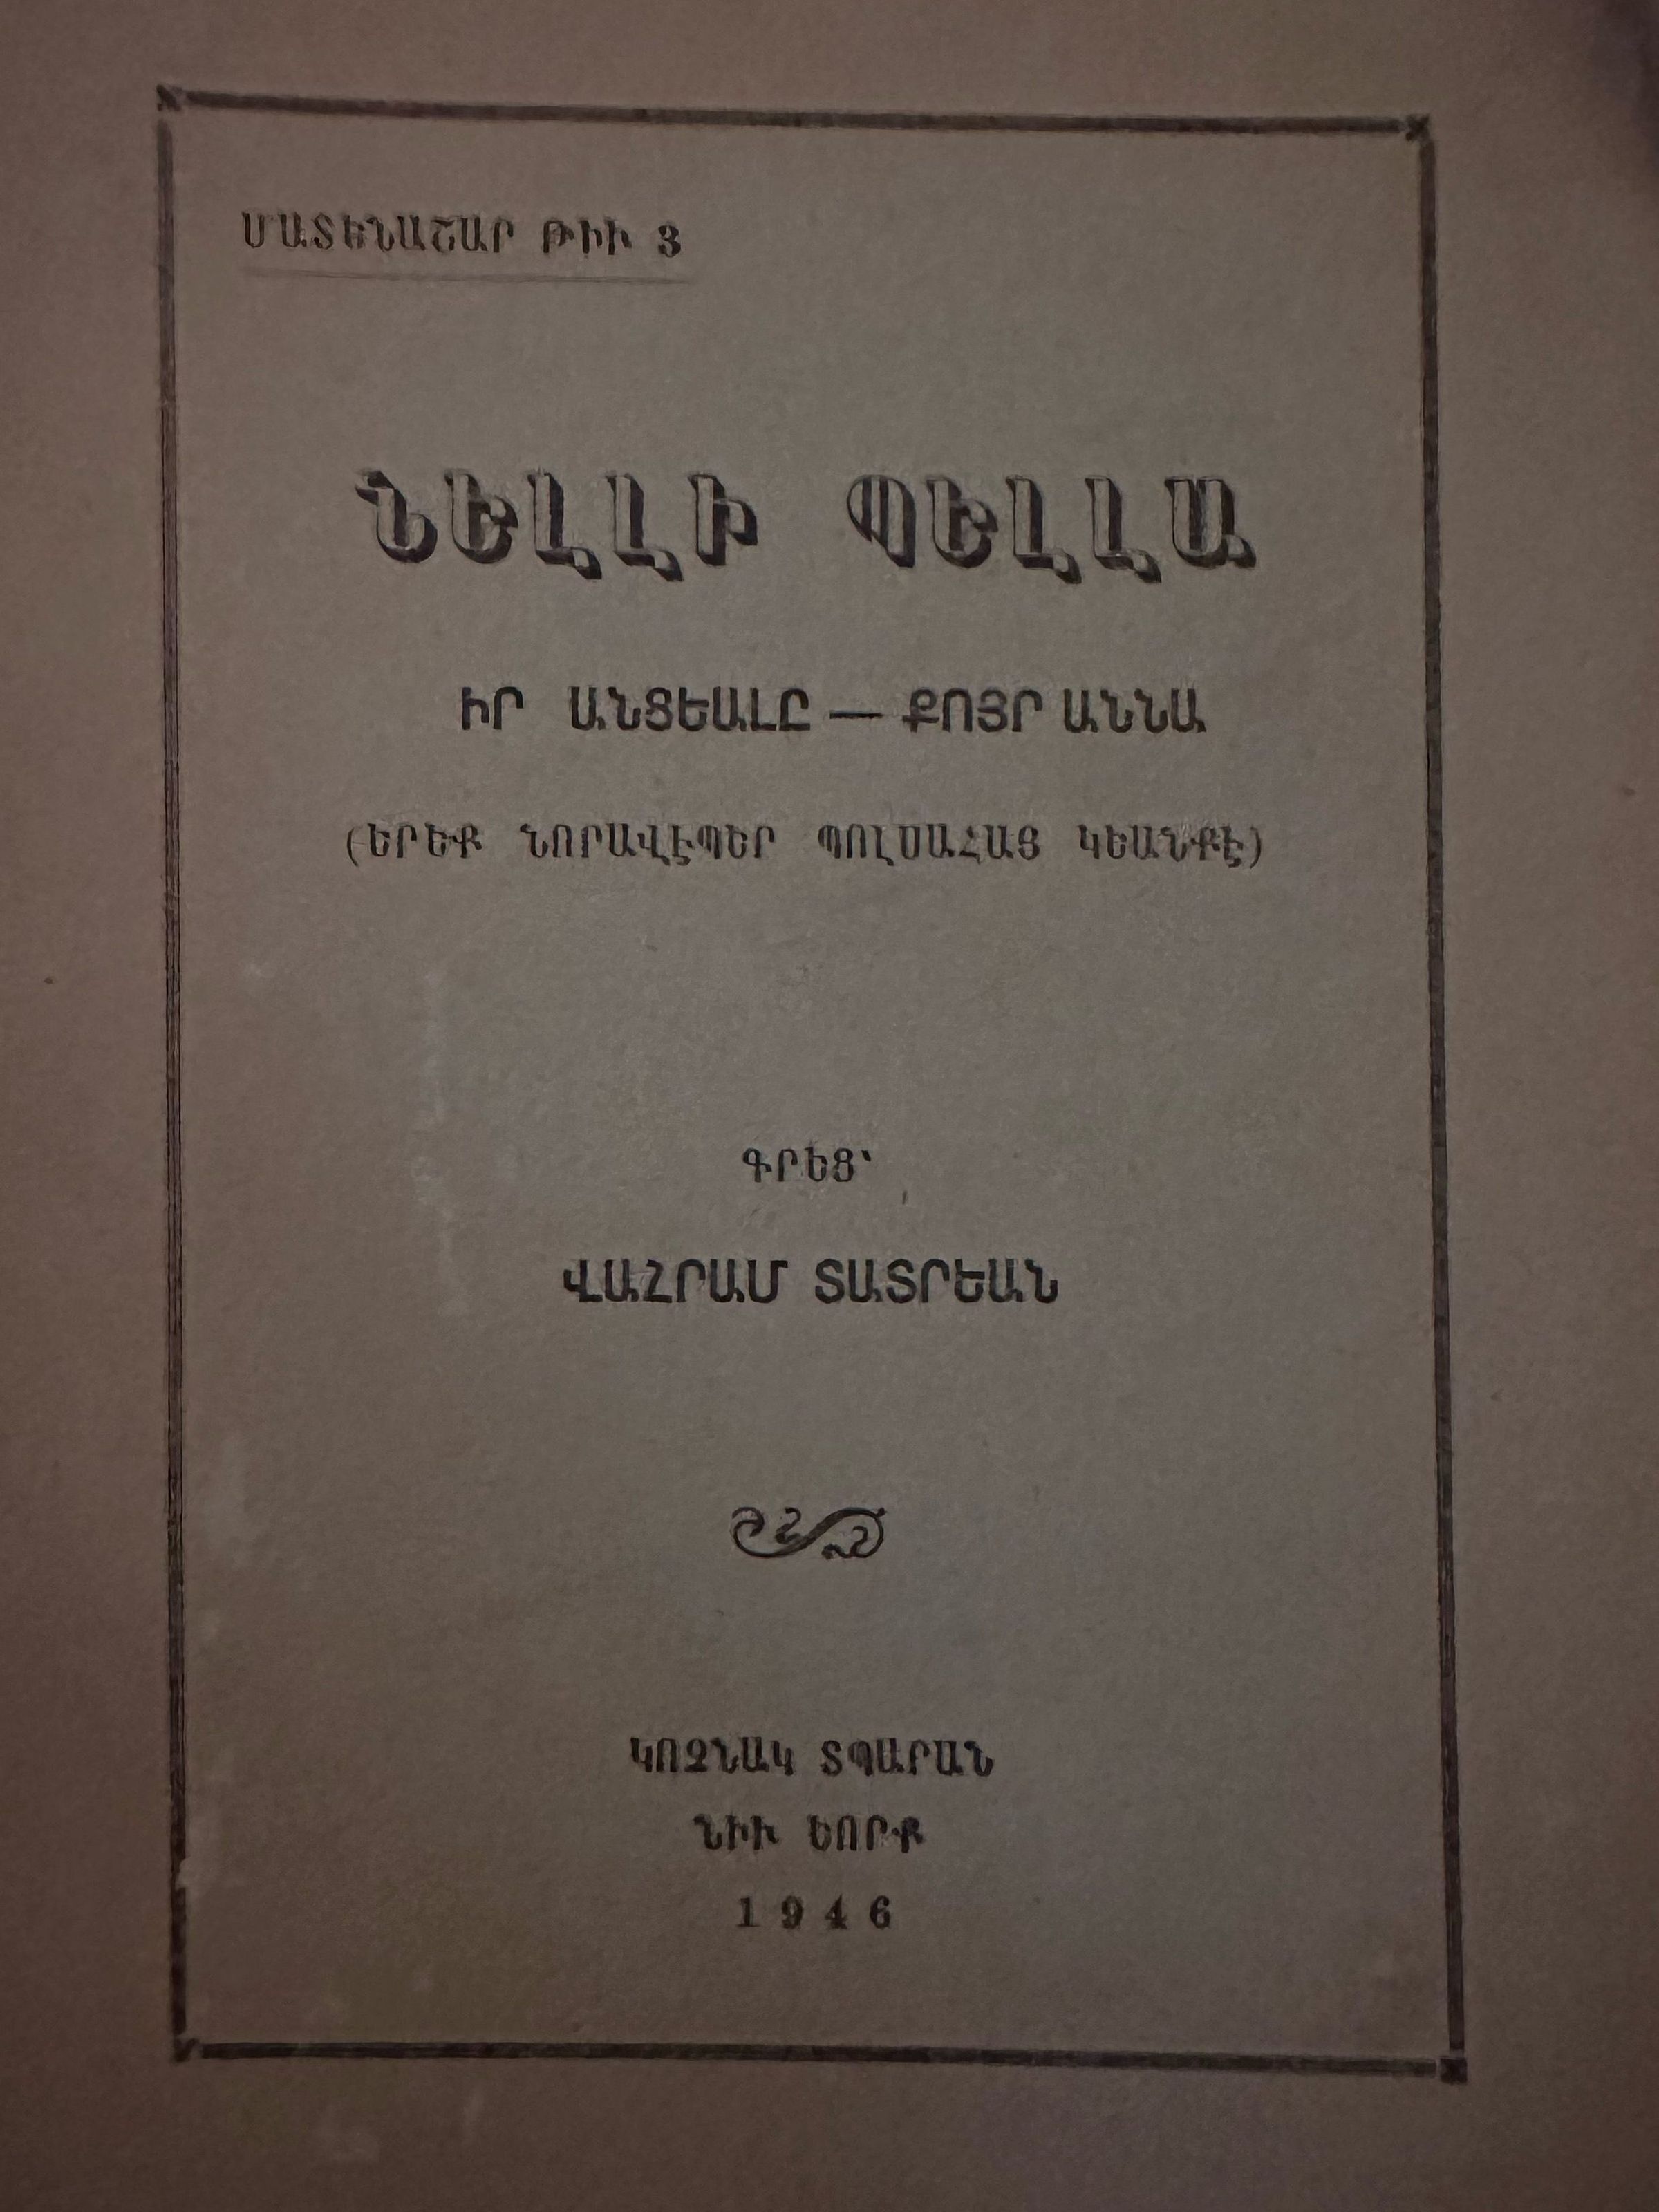 ՄԱՏԵՆԱՇԱՐ ԹԻՒ 3
ՆԵԼԼԻ ՊԵԼԼԱ
ԻՐ ԱՆՑԵԱԼԸ — ՔՈՅՐ ԱՆՆԱ
(ԵՐԵՔ ՆՈՐԱՎԷՊԵՐ ՊՈԼՍԱՀԱՅ ԿԵԱՆՔԷ)
ԳՐԵՑ՝
ՎԱՀՐԱՄ ՏԱՏՐԵԱՆ
ԿՈՉՆԱԿ ՏՊԱՐԱՆ
ՆԻՒ ԵՈՐՔ
1946